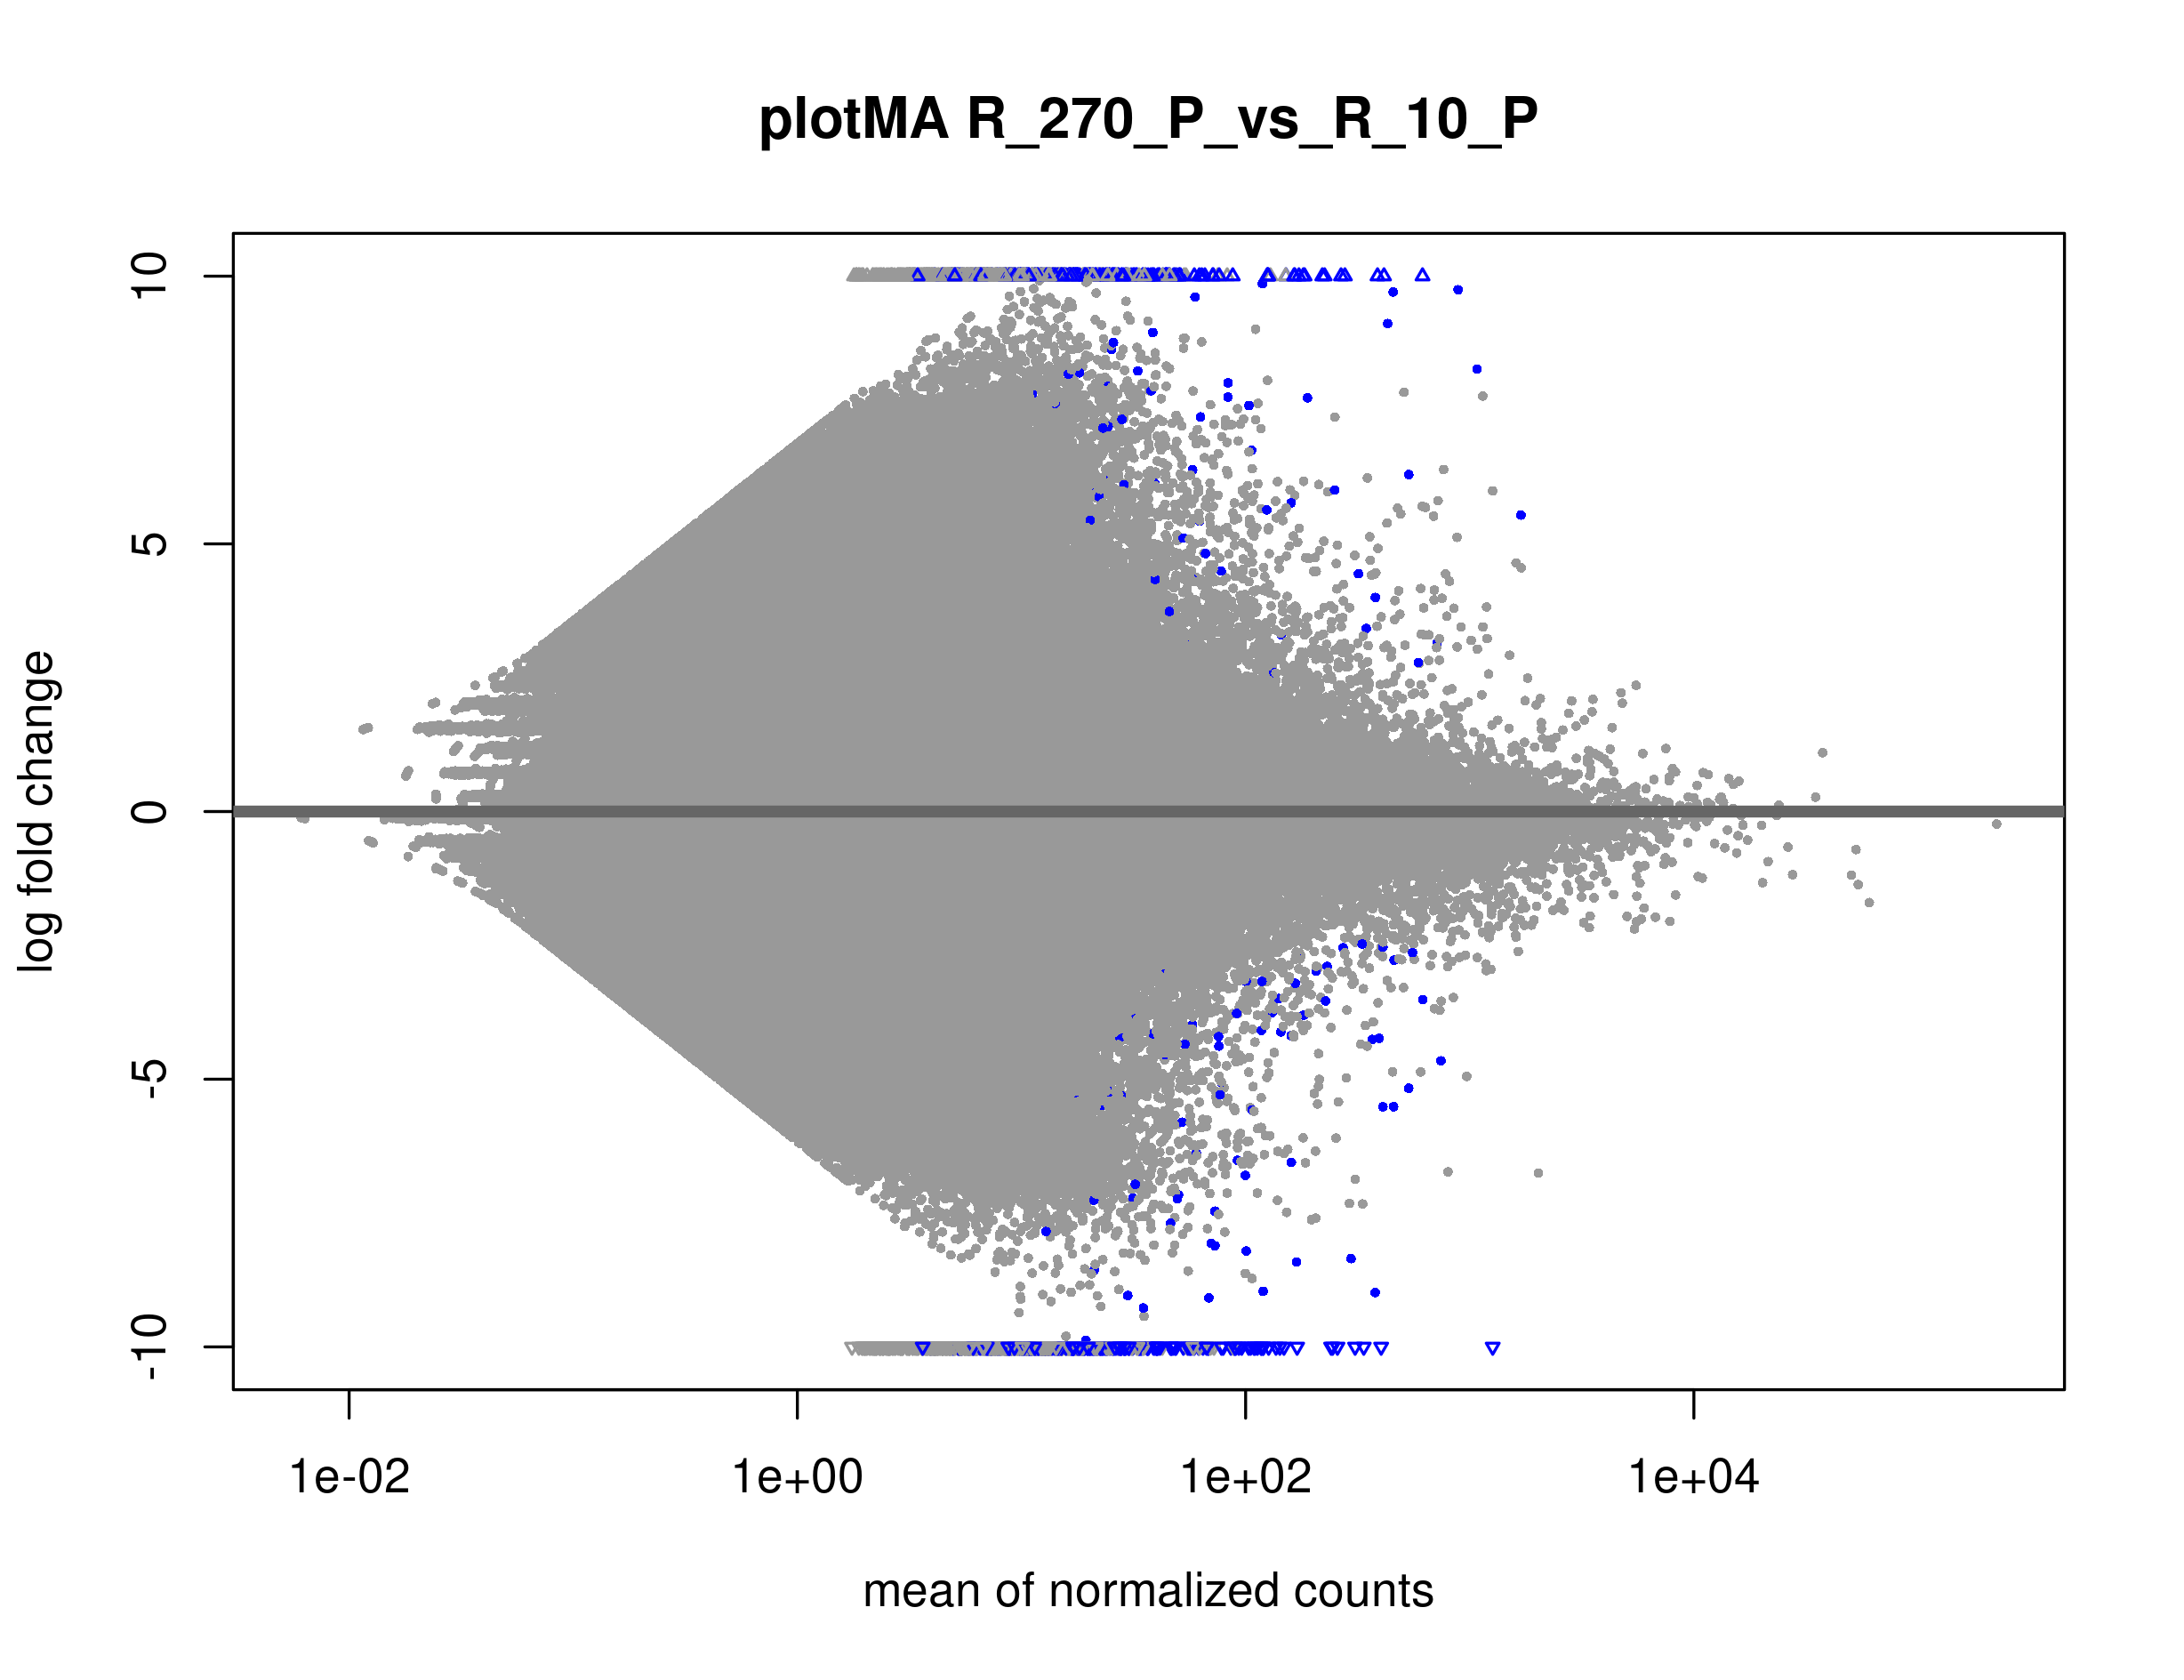 plotMA R_270_P_vs_R_10_P
log fold change
10
5
0
-5
-10
1e-02
1e+00
1e+02
1e+04
mean of normalized counts